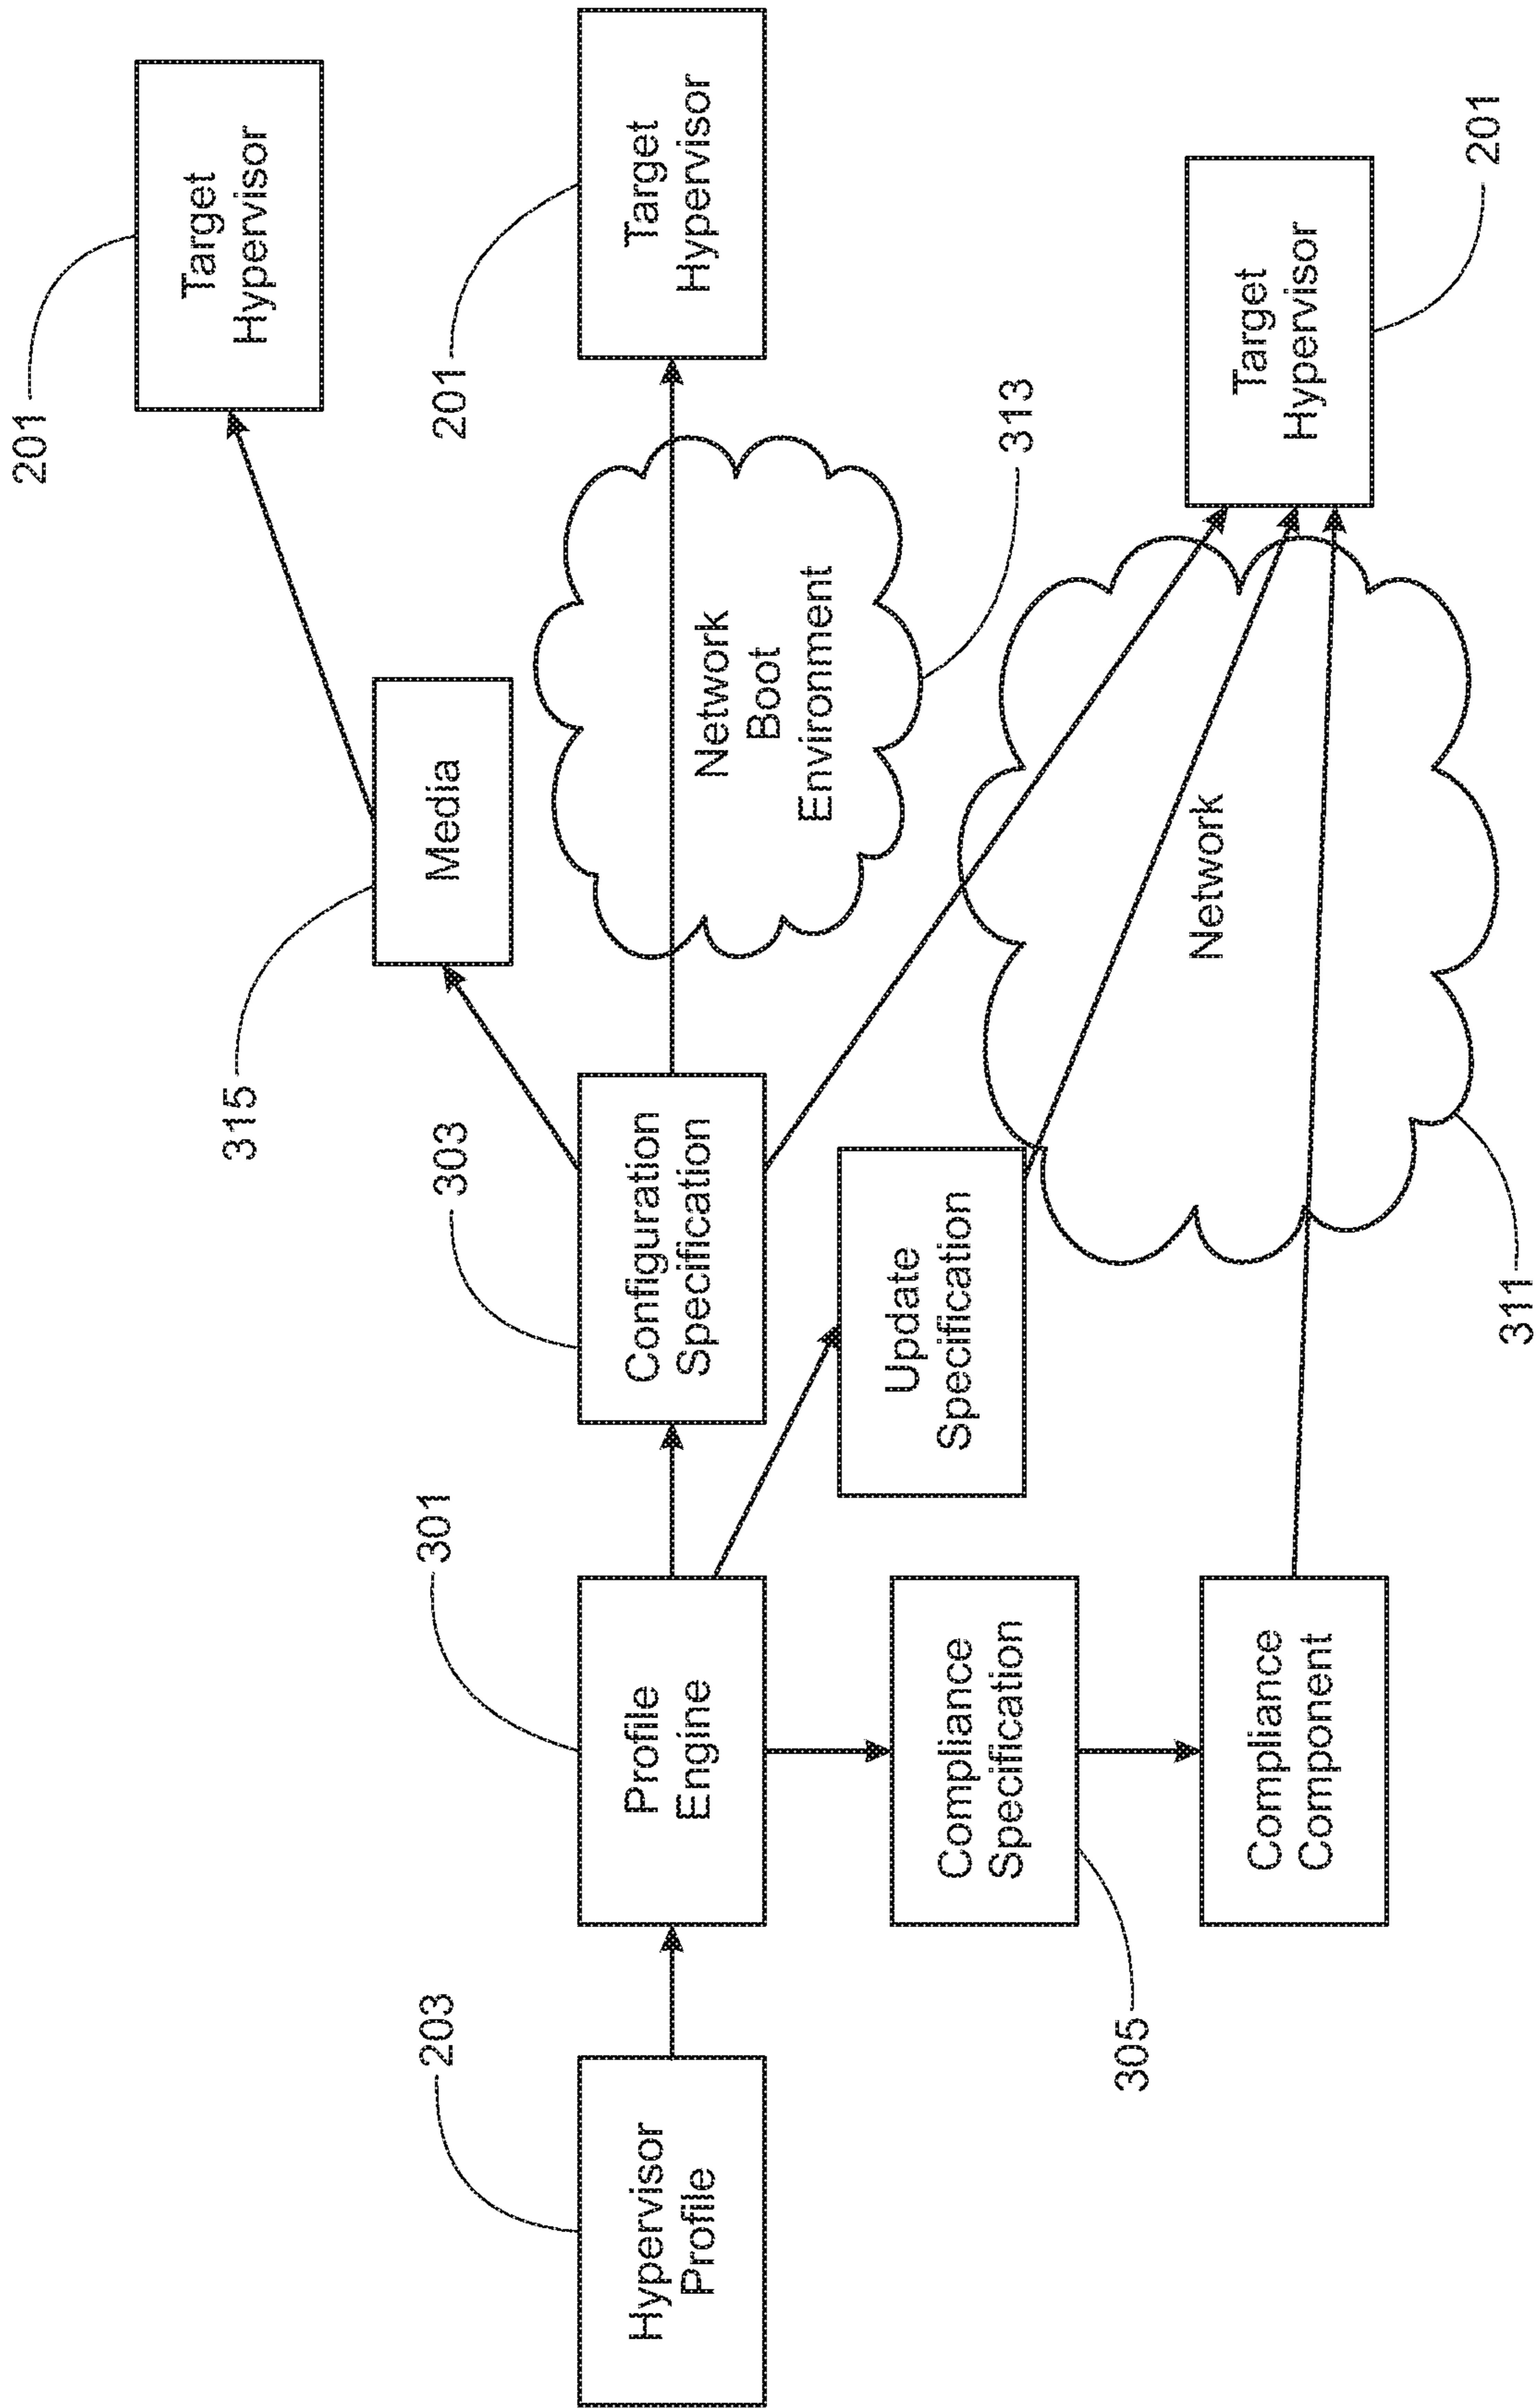 201
Target
Hypervisor
315
Media
201
Target
Hypervisor
203
301
303
Hypervisor
Profile
Profile
Engine
Configuration
Specification
Network
Boot
Environment
313
Update
Specification
305
Compliance
Specification
Compliance
Component
Network
311
Target
Hypervisor
201